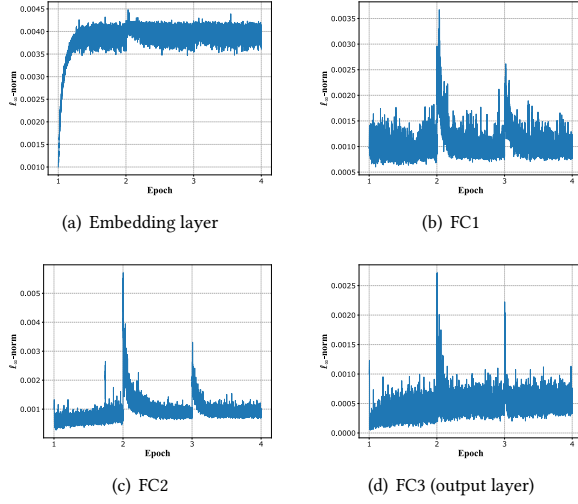 0.0045
0.0040
0.0035
0.0030
0.0025
0.0020
0.0015
0.0010
ℓ∞-norm
1 2 3 4
Epoch
(a) Embedding layer
0.0035
0.0030
0.0025
0.0020
0.0015
0.0010
0.0005
ℓ∞-norm
1 2 3 4
Epoch
(b) FC1
0.005
0.004
0.003
0.002
0.001
ℓ∞-norm
1 2 3 4
Epoch
(c) FC2
0.0025
0.0020
0.0015
0.0010
0.0005
0.0000
ℓ∞-norm
1 2 3 4
Epoch
(d) FC3 (output layer)